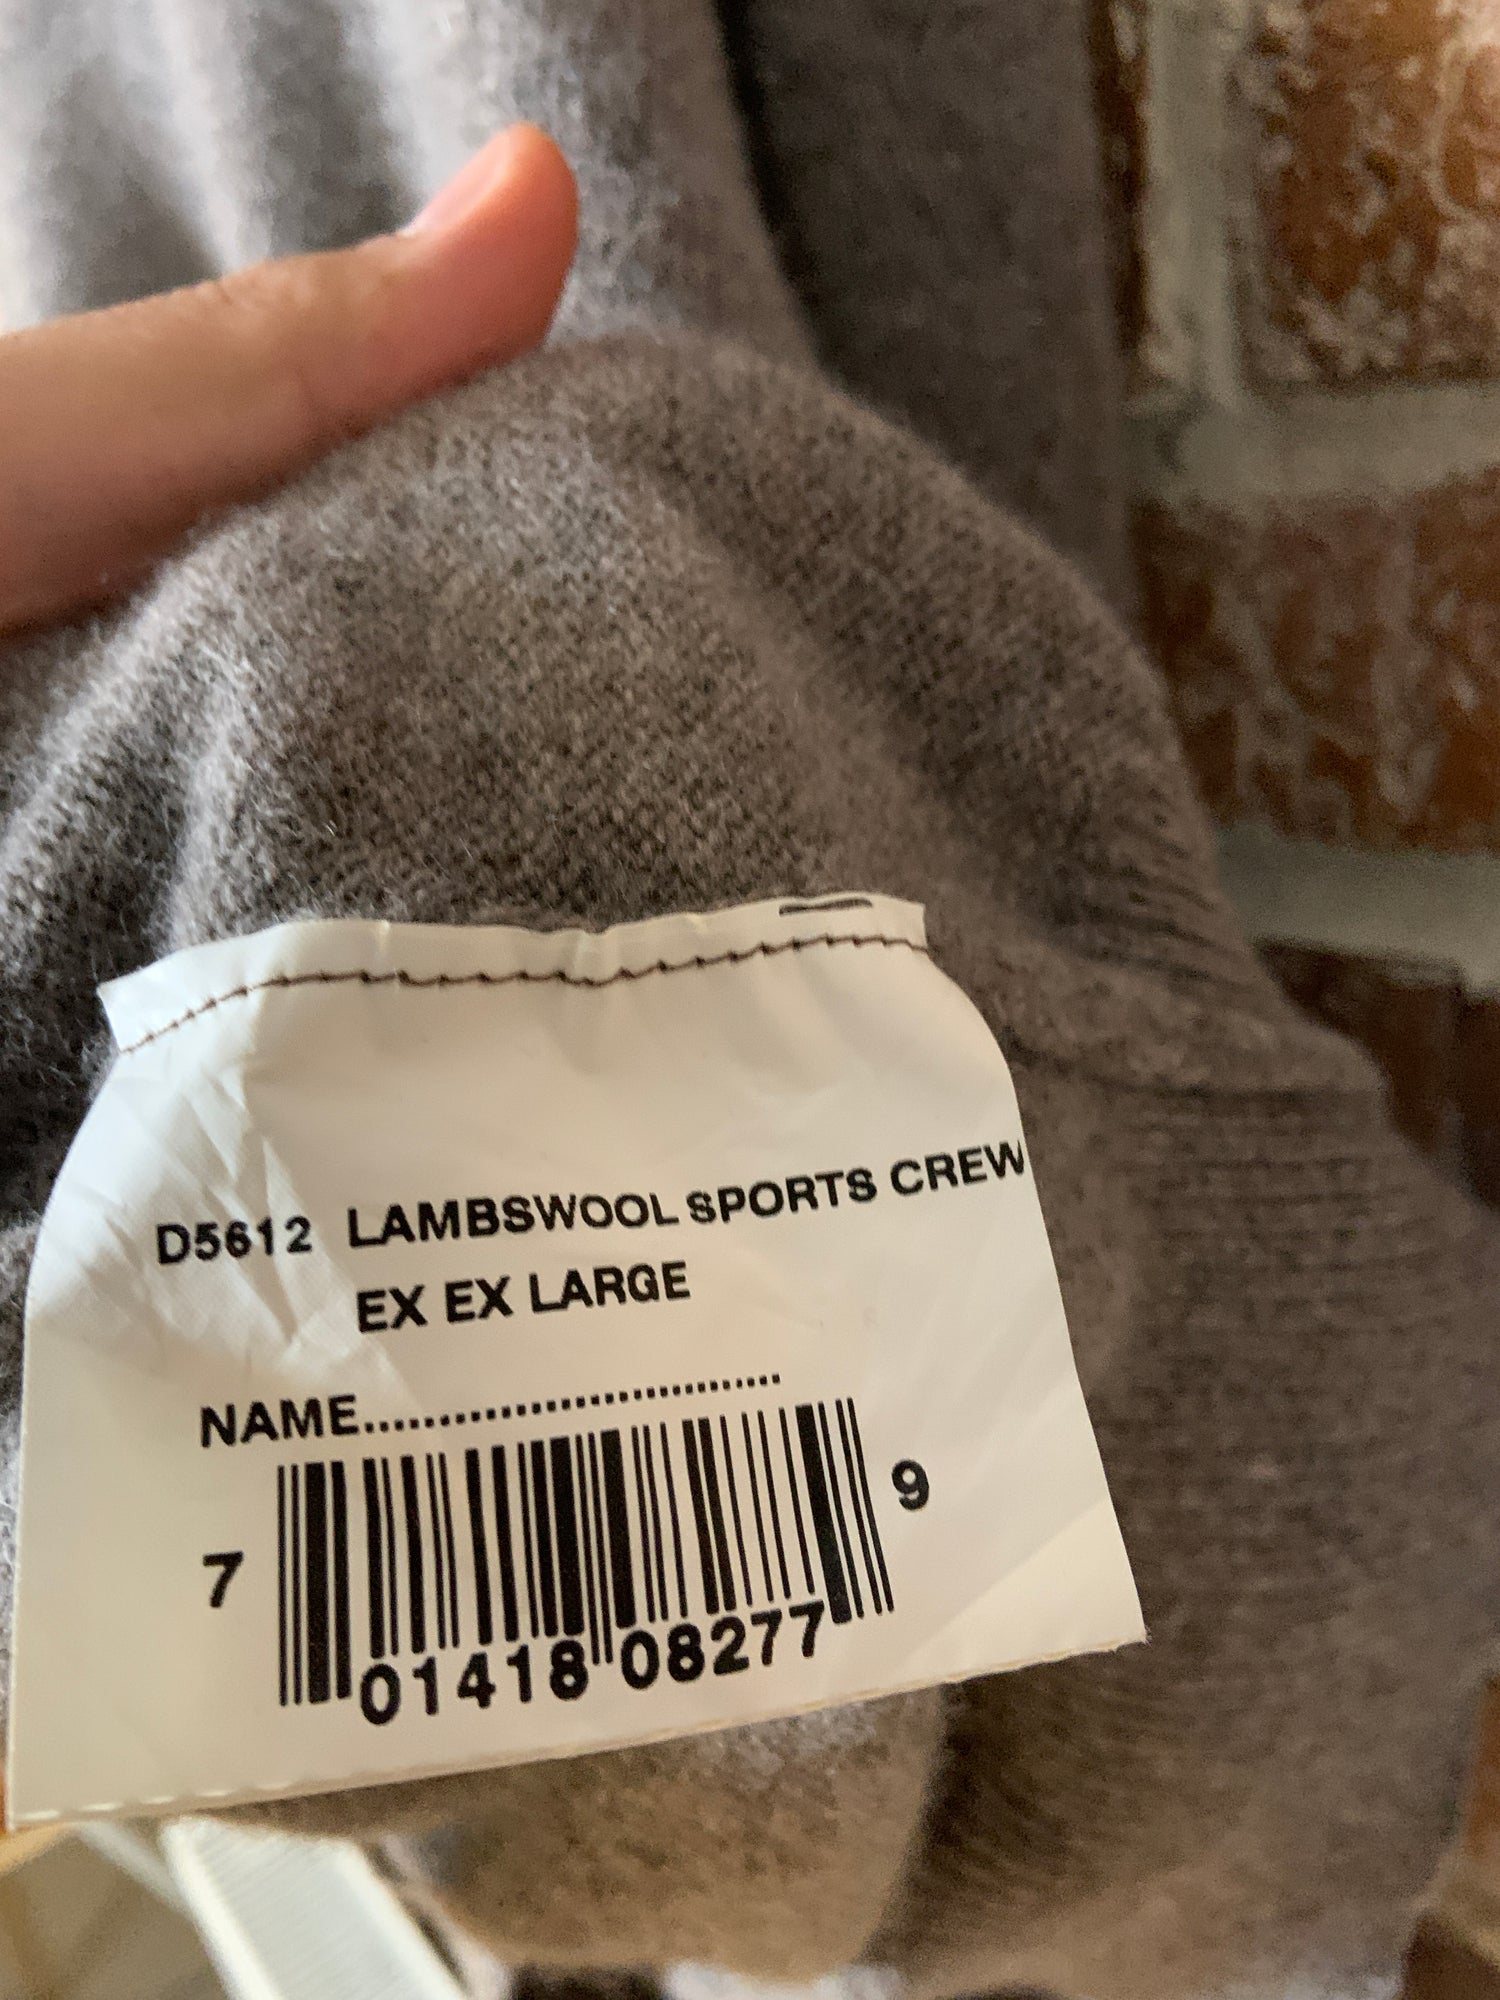 D5612 LAMBSWOOL SPORTS CREW
EX EX LARGE
NAME..............................
7 01418 08277 9